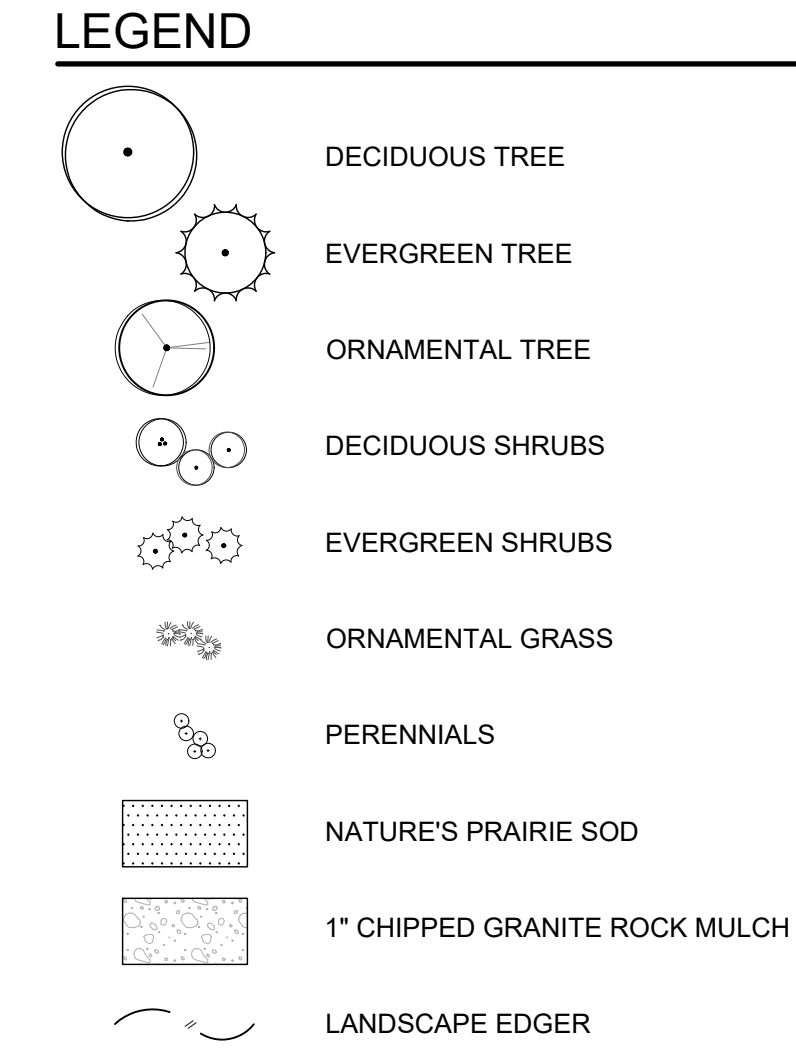 LEGEND
DECIDUOUS TREE
EVERGREEN TREE
ORNAMENTAL TREE
DECIDUOUS SHRUBS
EVERGREEN SHRUBS
ORNAMENTAL GRASS
PERENNIALS
NATURE'S PRAIRIE SOD
1" CHIPPED GRANITE ROCK MULCH
LANDSCAPE EDGER